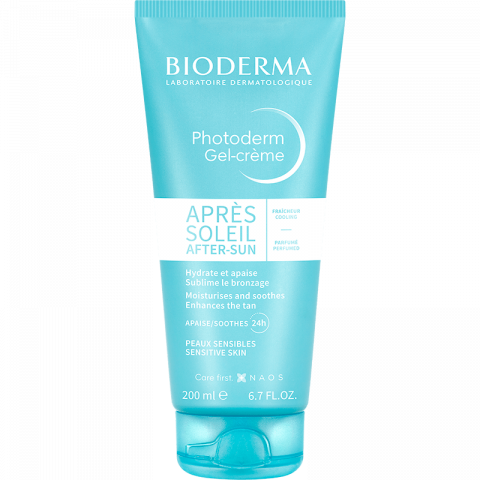 BIODERMA
LABORATOIRE DERMATOLOGIQUE
Photoderm
Gel-crème
APRÈS
SOLEIL
AFTER-SUN
FRAÎCHEUR
COOLING
PARFUMÉ
PERFUMED
Hydrate et apaise
Sublime le bronzage
Moisturises and soothes
Enhances the tan
APAISE/SOOTHES 24h
PEAUX SENSIBLES
SENSITIVE SKIN
Care first. NAOS
200 ml ℮ 6.7 FL.OZ.